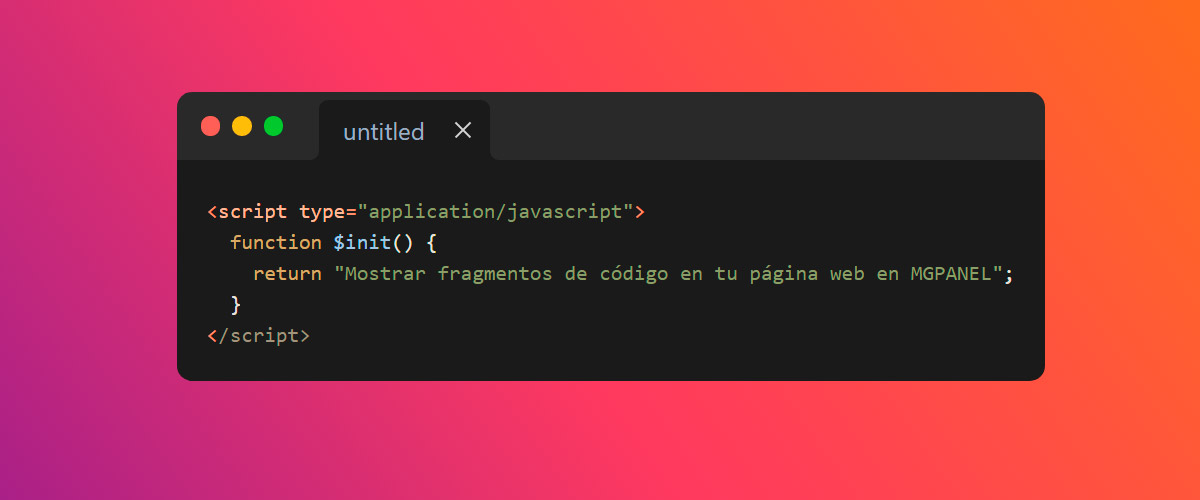 untitled
<script type="application/javascript">
  function $init() {
    return "Mostrar fragmentos de código en tu página web en MGPANEL";
  }
</script>